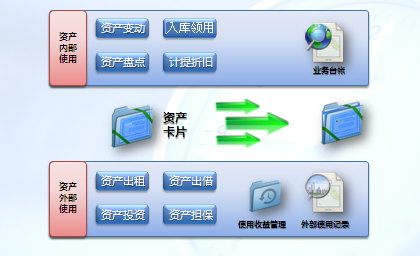 资产
内部
使用
资产变动
入库领用
资产盘点
计提折旧
业务台帐
资产
卡片
资产
外部
使用
资产出租
资产出借
资产投资
资产担保
使用收益管理
外部使用记录